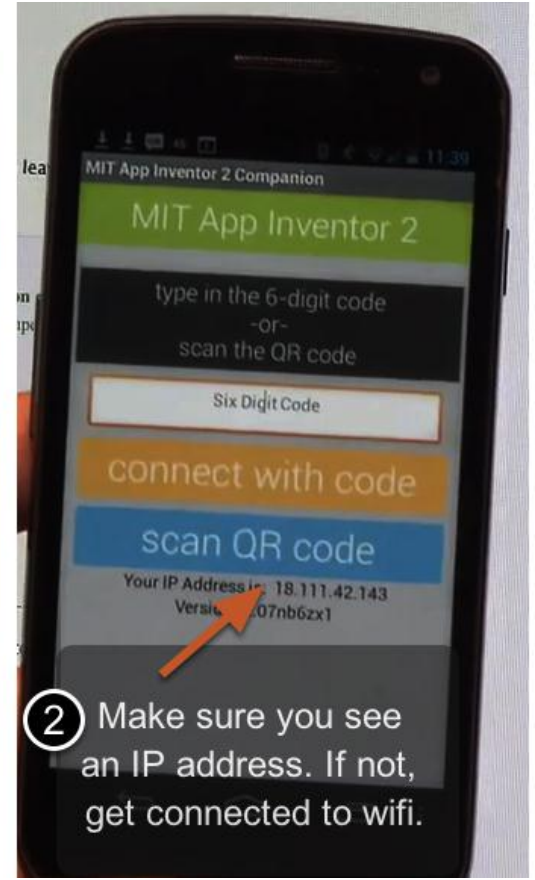 lea
11:39
MIT App Inventor 2 Companion
MIT App Inventor 2
type in the 6-digit code
-or-
scan the QR code
Six Digit Code
connect with code
scan QR code
Your IP Address is: 18.111.42.143
07nb6zx1
2 Make sure you see
an IP address. If not,
get connected to wifi.